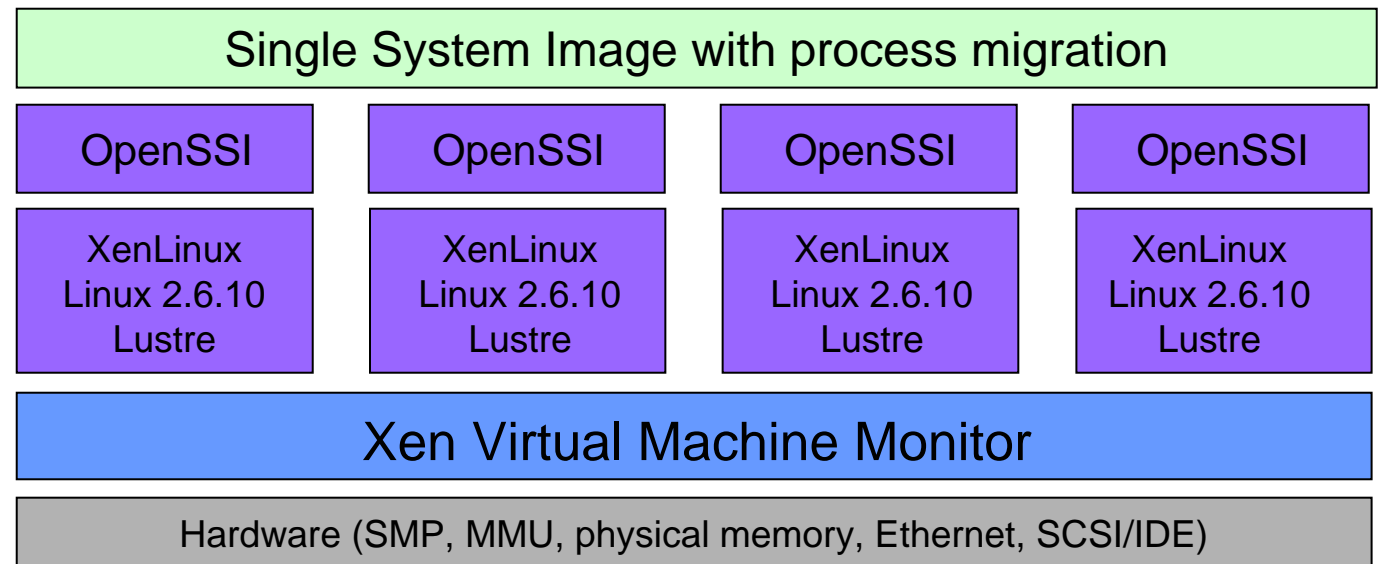 Single System Image with process migration
OpenSSI
OpenSSI
OpenSSI
OpenSSI
XenLinux
Linux 2.6.10
Lustre
XenLinux
Linux 2.6.10
Lustre
XenLinux
Linux 2.6.10
Lustre
XenLinux
Linux 2.6.10
Lustre
Xen Virtual Machine Monitor
Hardware (SMP, MMU, physical memory, Ethernet, SCSI/IDE)